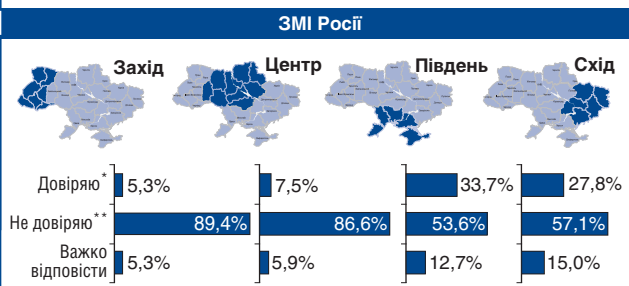 ЗМІ Росії
Захід Центр Південь Схід
Довіряю* 5,3% 7,5% 33,7% 27,8%
Не довіряю** 89,4% 86,6% 53,6% 57,1%
Важко
відповісти 5,3% 5,9% 12,7% 15,0%